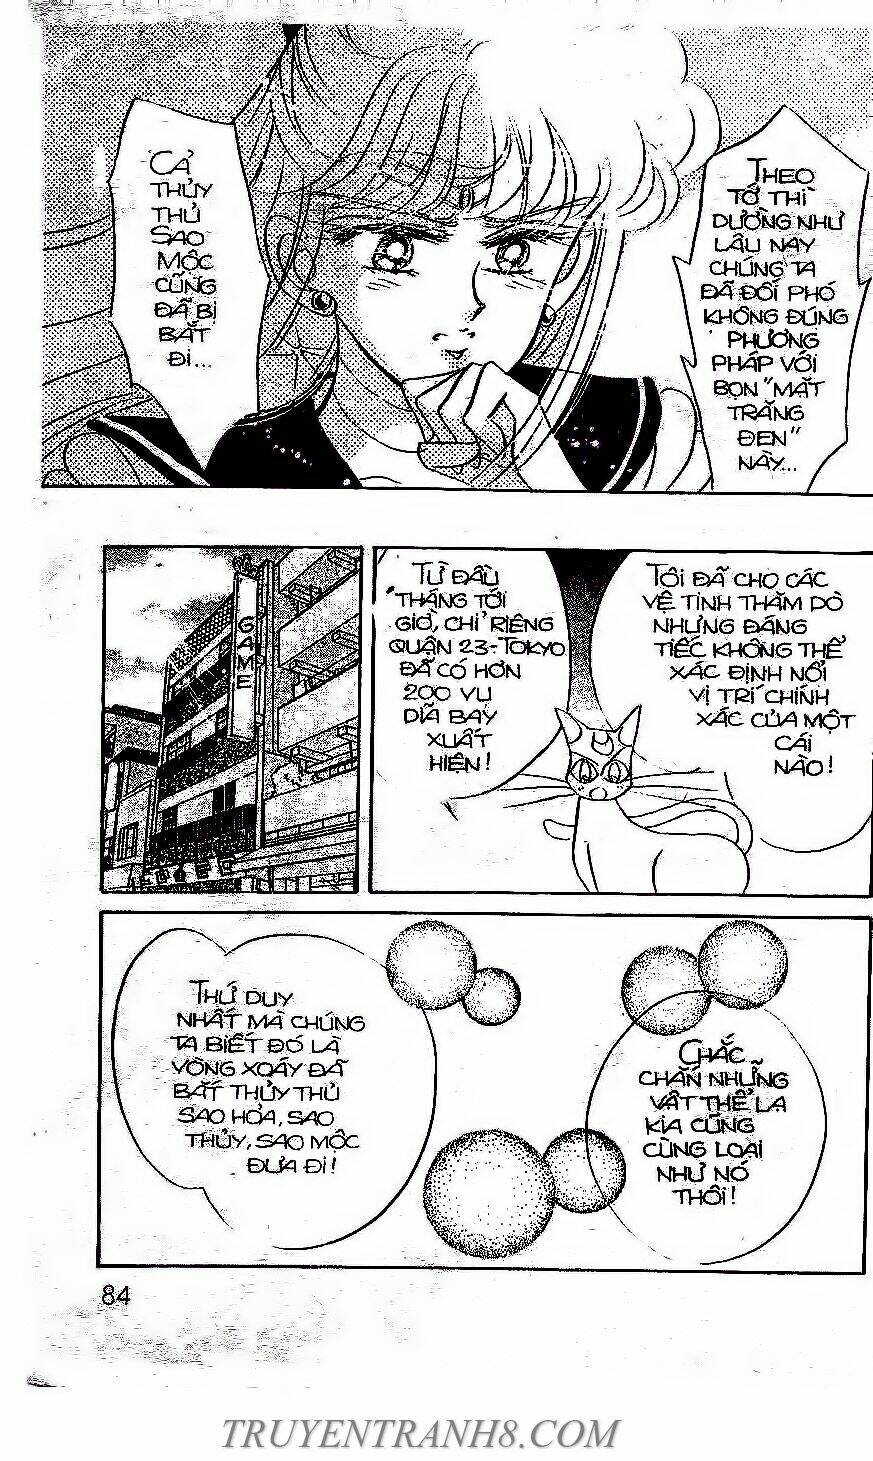 THEO
TỚ THÌ
DƯỜNG NHƯ
LÂU NAY
CHÚNG TA
ĐÃ ĐỐI PHÓ
KHÔNG ĐÚNG
PHƯƠNG
PHÁP VỚI
BỌN "MẶT
TRĂNG
ĐEN"
NÀY...
CẢ
THỦY
THỦ
SAO
MỘC
CŨNG
ĐÃ BỊ
BẮT
ĐI...
TÔI ĐÃ CHO CÁC
VỆ TINH THĂM DÒ
NHƯNG ĐÁNG
TIẾC KHÔNG THỂ
XÁC ĐỊNH NỔI
VỊ TRÍ CHÍNH
XÁC CỦA MỘT
CÁI
NÀO!
TỪ ĐẦU
THÁNG TỚI
GIỜ, CHỈ RIÊNG
QUẬN 23-TOKYO
ĐÃ CÓ HƠN
200 VỤ
DĨA BAY
XUẤT
HIỆN!
GAME
CHẮC
CHẮN NHỮNG
VẬT THỂ LẠ
KIA CŨNG
CÙNG LOẠI
NHƯ NÓ
THÔI!
THỨ DUY
NHẤT MÀ CHÚNG
TA BIẾT ĐÓ LÀ
VÒNG XOÁY ĐÃ
BẮT THỦY THỦ
SAO HỎA, SAO
THỦY, SAO MỘC
ĐƯA ĐI!
84
TRUYENTRANH8.COM